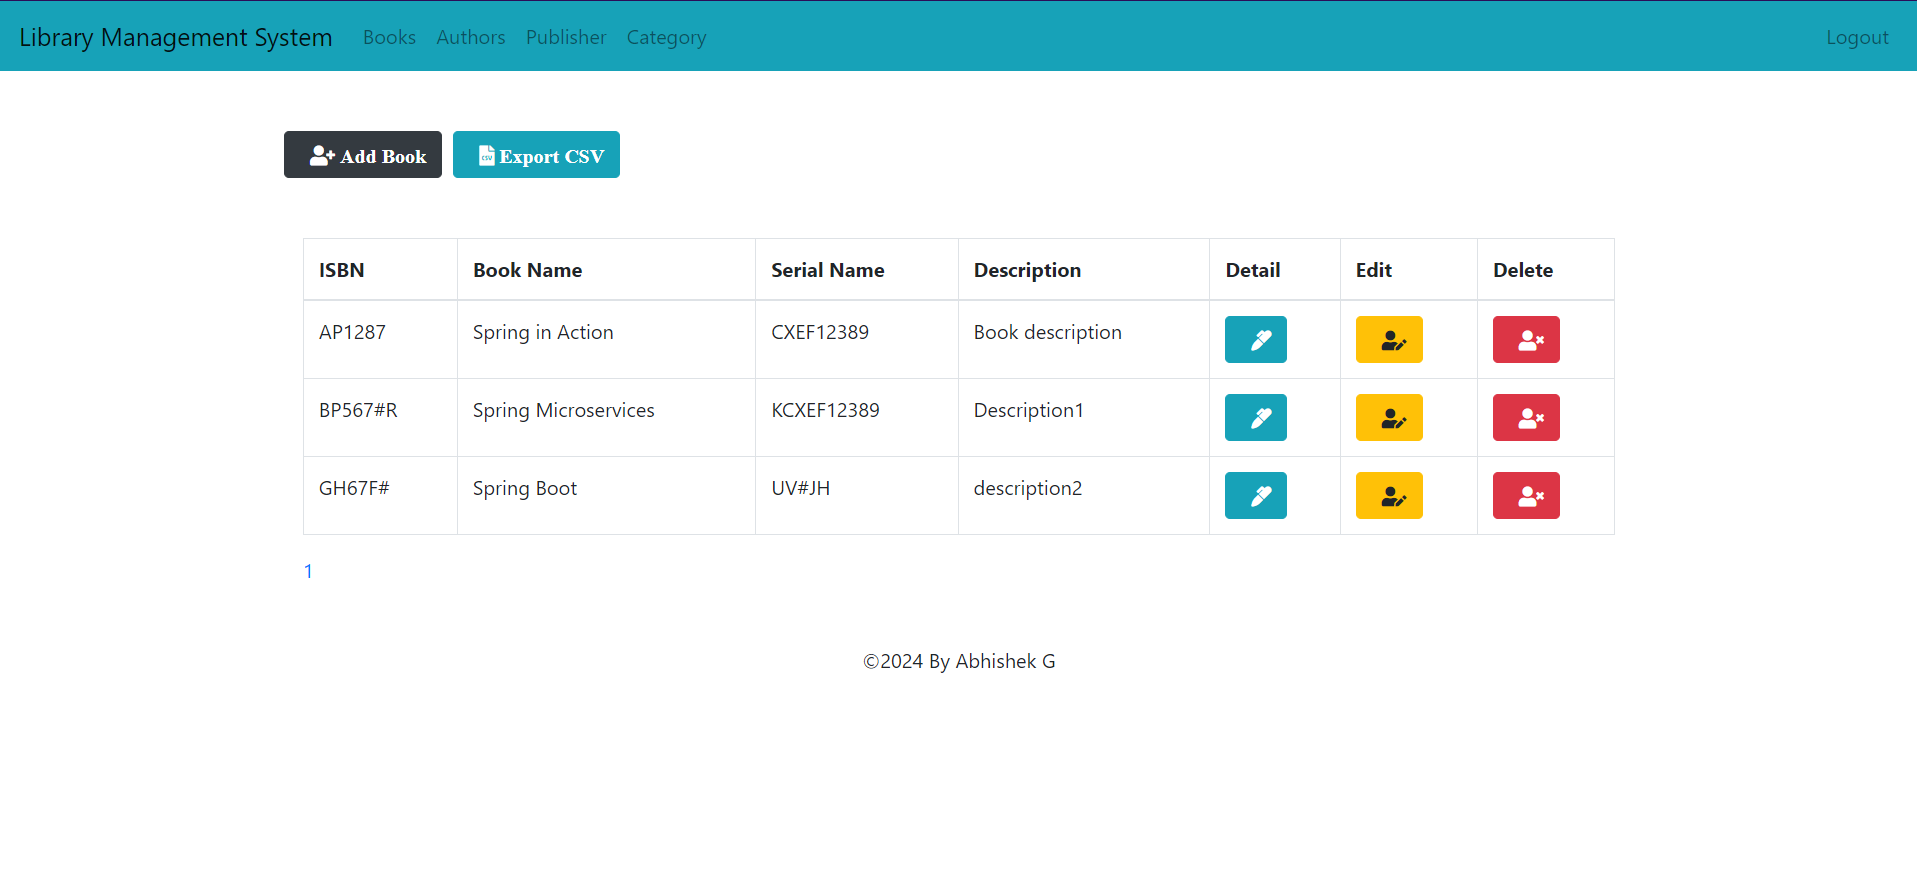 Library Management System Books Authors Publisher Category Logout
Add Book Export CSV
ISBN Book Name Serial Name Description Detail Edit Delete
AP1287 Spring in Action CXEF12389 Book description
BP567#R Spring Microservices KCXEF12389 Description1
GH67F# Spring Boot UV#JH description2
1
©2024 By Abhishek G